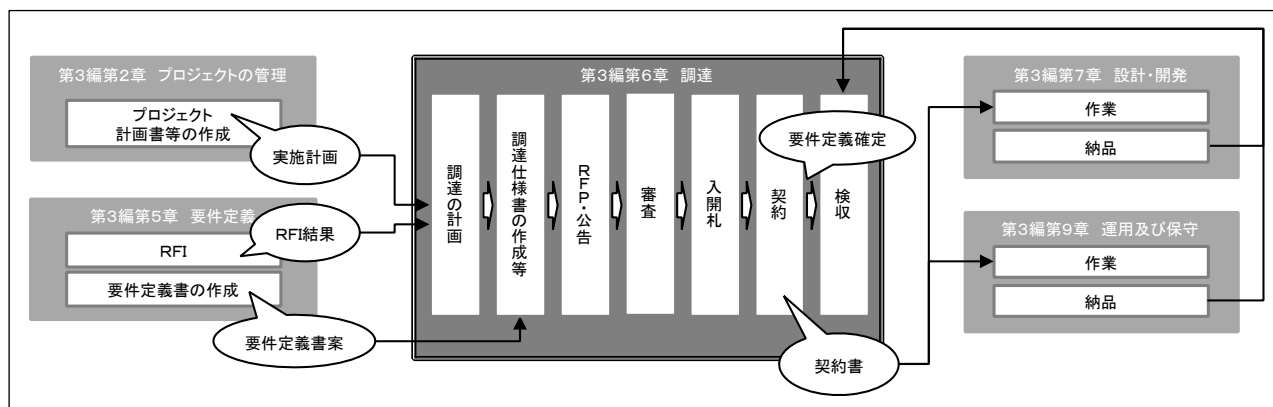 第3編第2章 プロジェクトの管理
プロジェクト
計画書等の作成
実施計画
第3編第5章 要件定義
RFI
RFI結果
要件定義書の作成
要件定義書案
第3編第6章 調達
調達の計画
調達仕様書の作成等
RFP・公告
審査
入開札
契約
検収
要件定義確定
契約書
第3編第7章 設計・開発
作業
納品
第3編第9章 運用及び保守
作業
納品